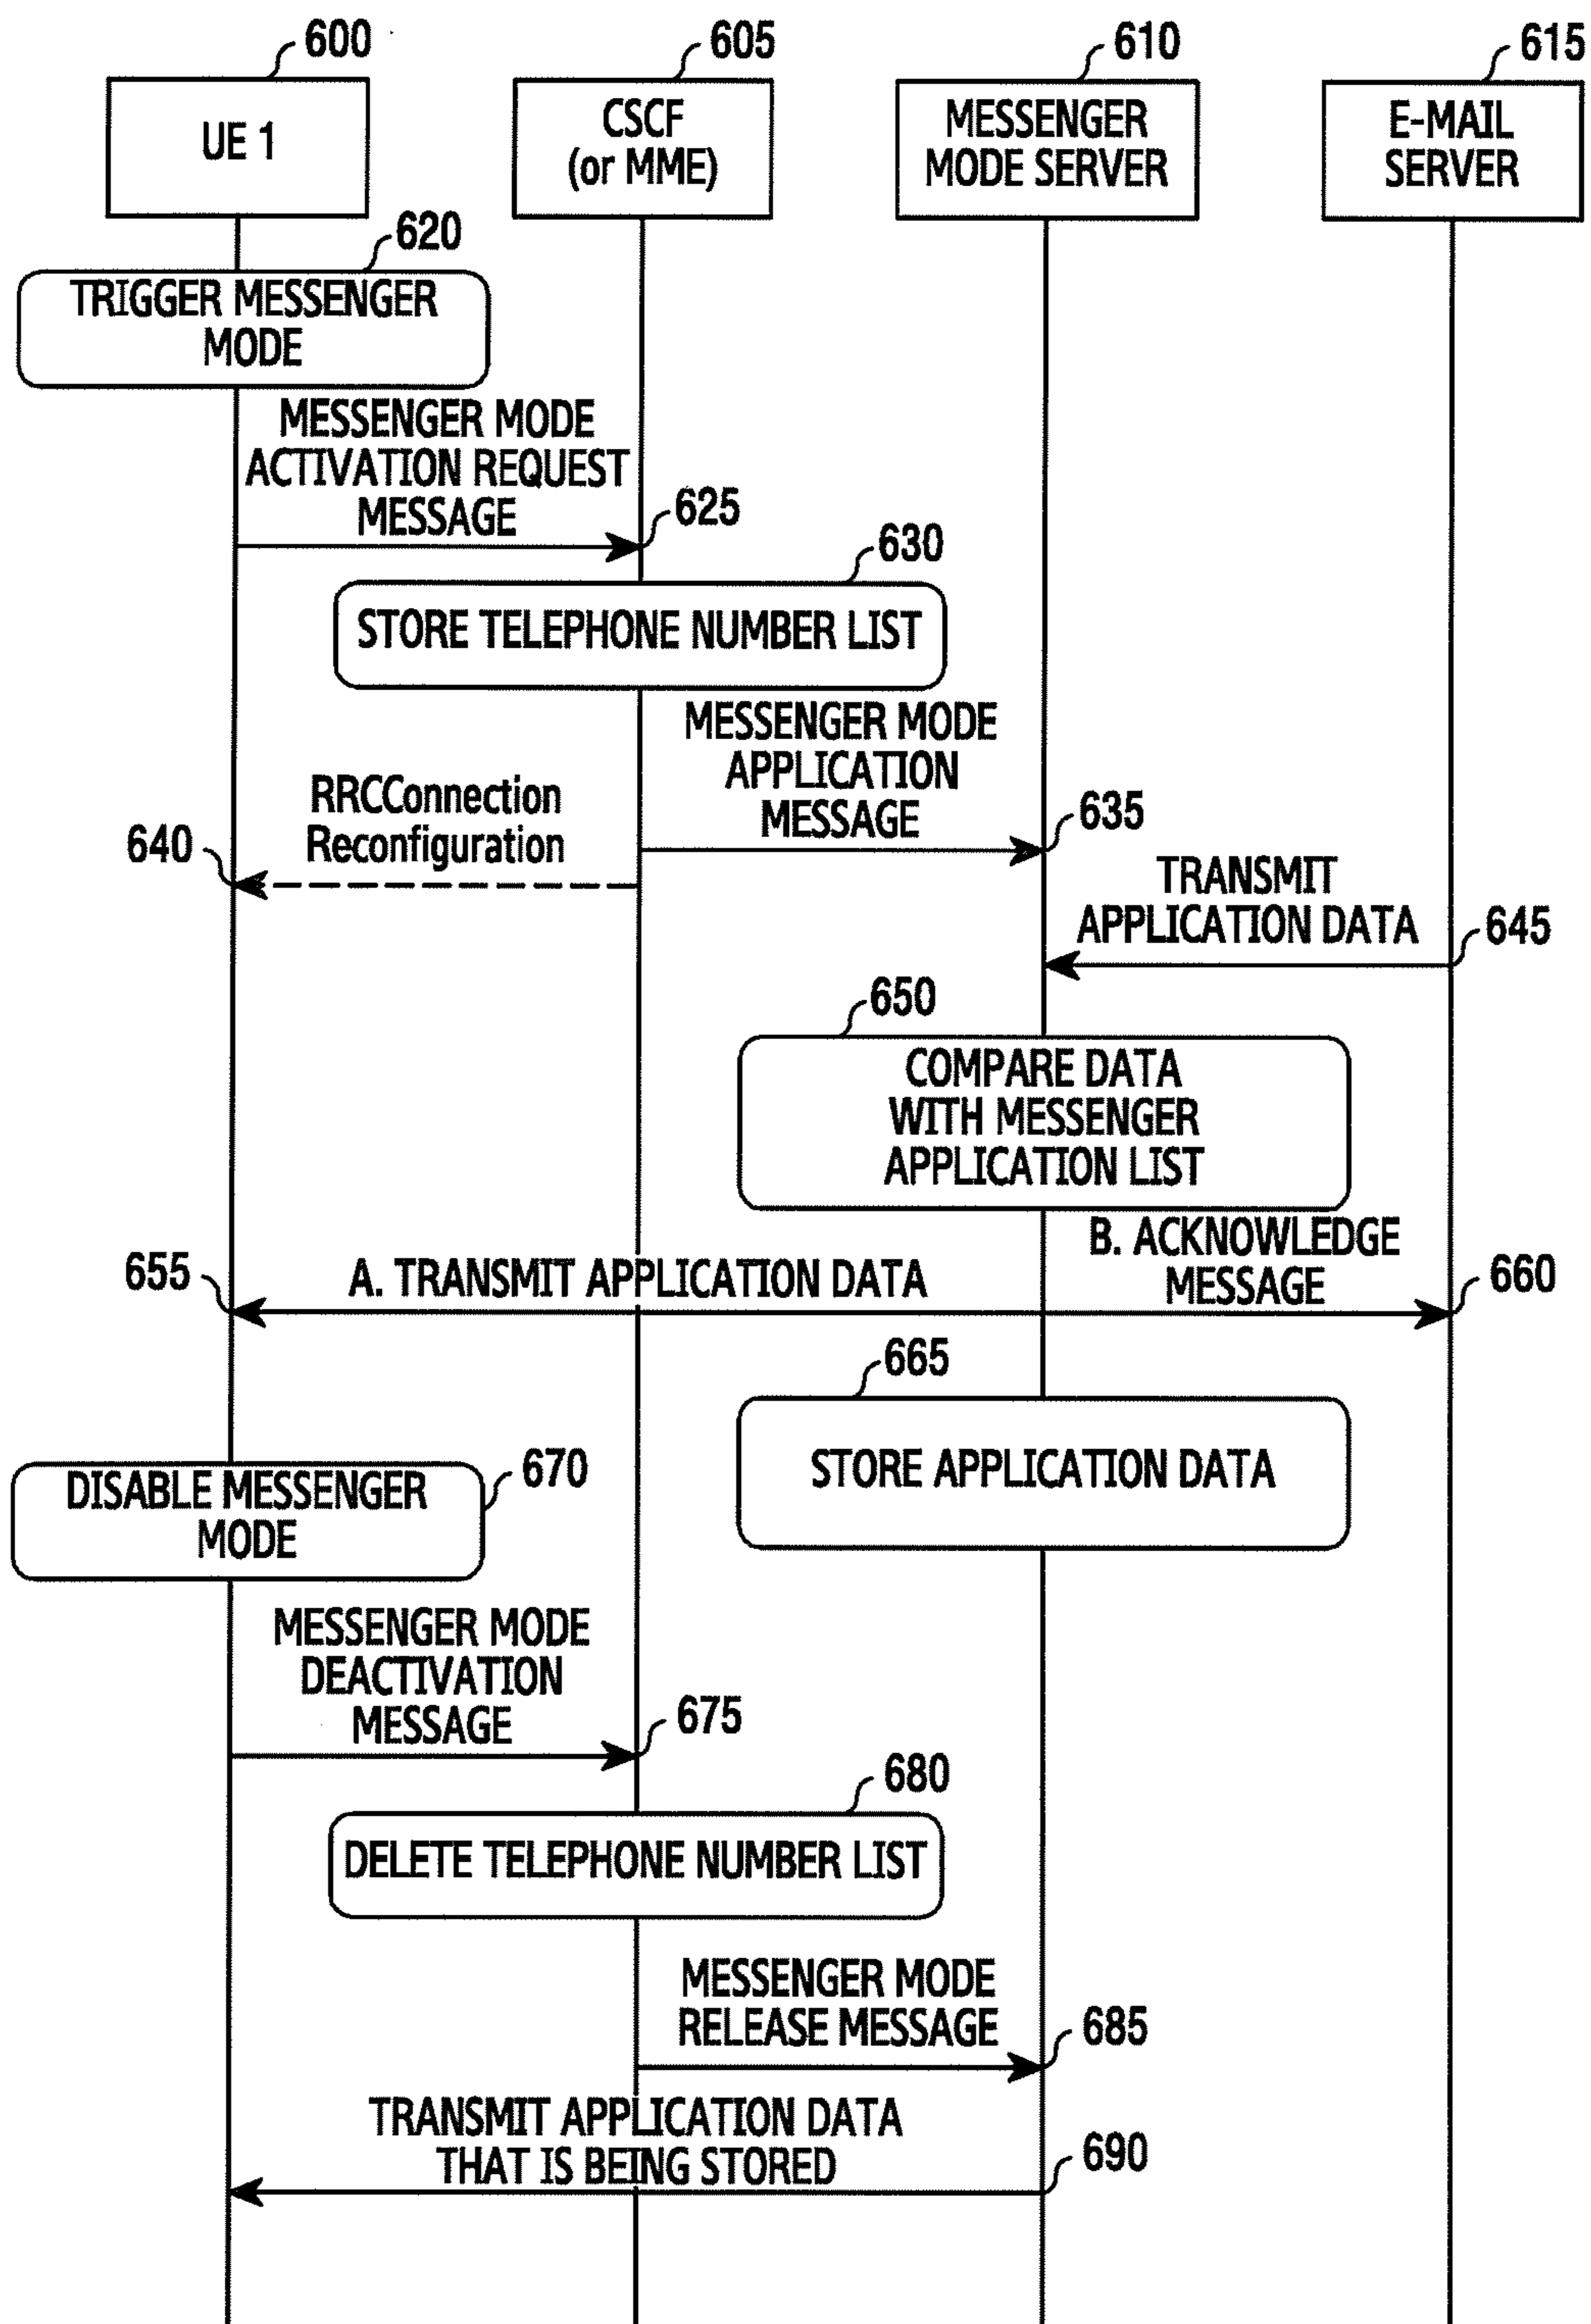 600
605
610
615
UE 1
CSCF
(or MME)
MESSENGER
MODE SERVER
E-MAIL
SERVER
620
TRIGGER MESSENGER
MODE
MESSENGER MODE
ACTIVATION REQUEST
MESSAGE
625
630
STORE TELEPHONE NUMBER LIST
MESSENGER MODE
APPLICATION
MESSAGE
635
RRCConnection
Reconfiguration
640
TRANSMIT
APPLICATION DATA
645
650
COMPARE DATA
WITH MESSENGER
APPLICATION LIST
655
A. TRANSMIT APPLICATION DATA
B. ACKNOWLEDGE
MESSAGE
660
665
STORE APPLICATION DATA
670
DISABLE MESSENGER
MODE
MESSENGER MODE
DEACTIVATION
MESSAGE
675
680
DELETE TELEPHONE NUMBER LIST
MESSENGER MODE
RELEASE MESSAGE
685
TRANSMIT APPLICATION DATA
THAT IS BEING STORED
690